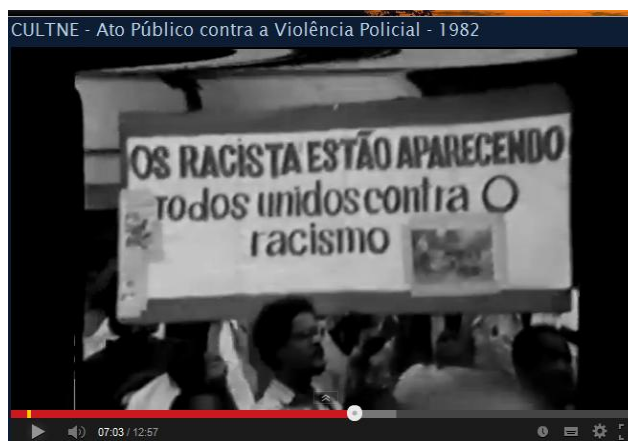 CULTNE - Ato Público contra a Violência Policial - 1982
OS RACISTA ESTÃO APARECENDO
TODOS unidos contra O
racismo
07:03 / 12:57